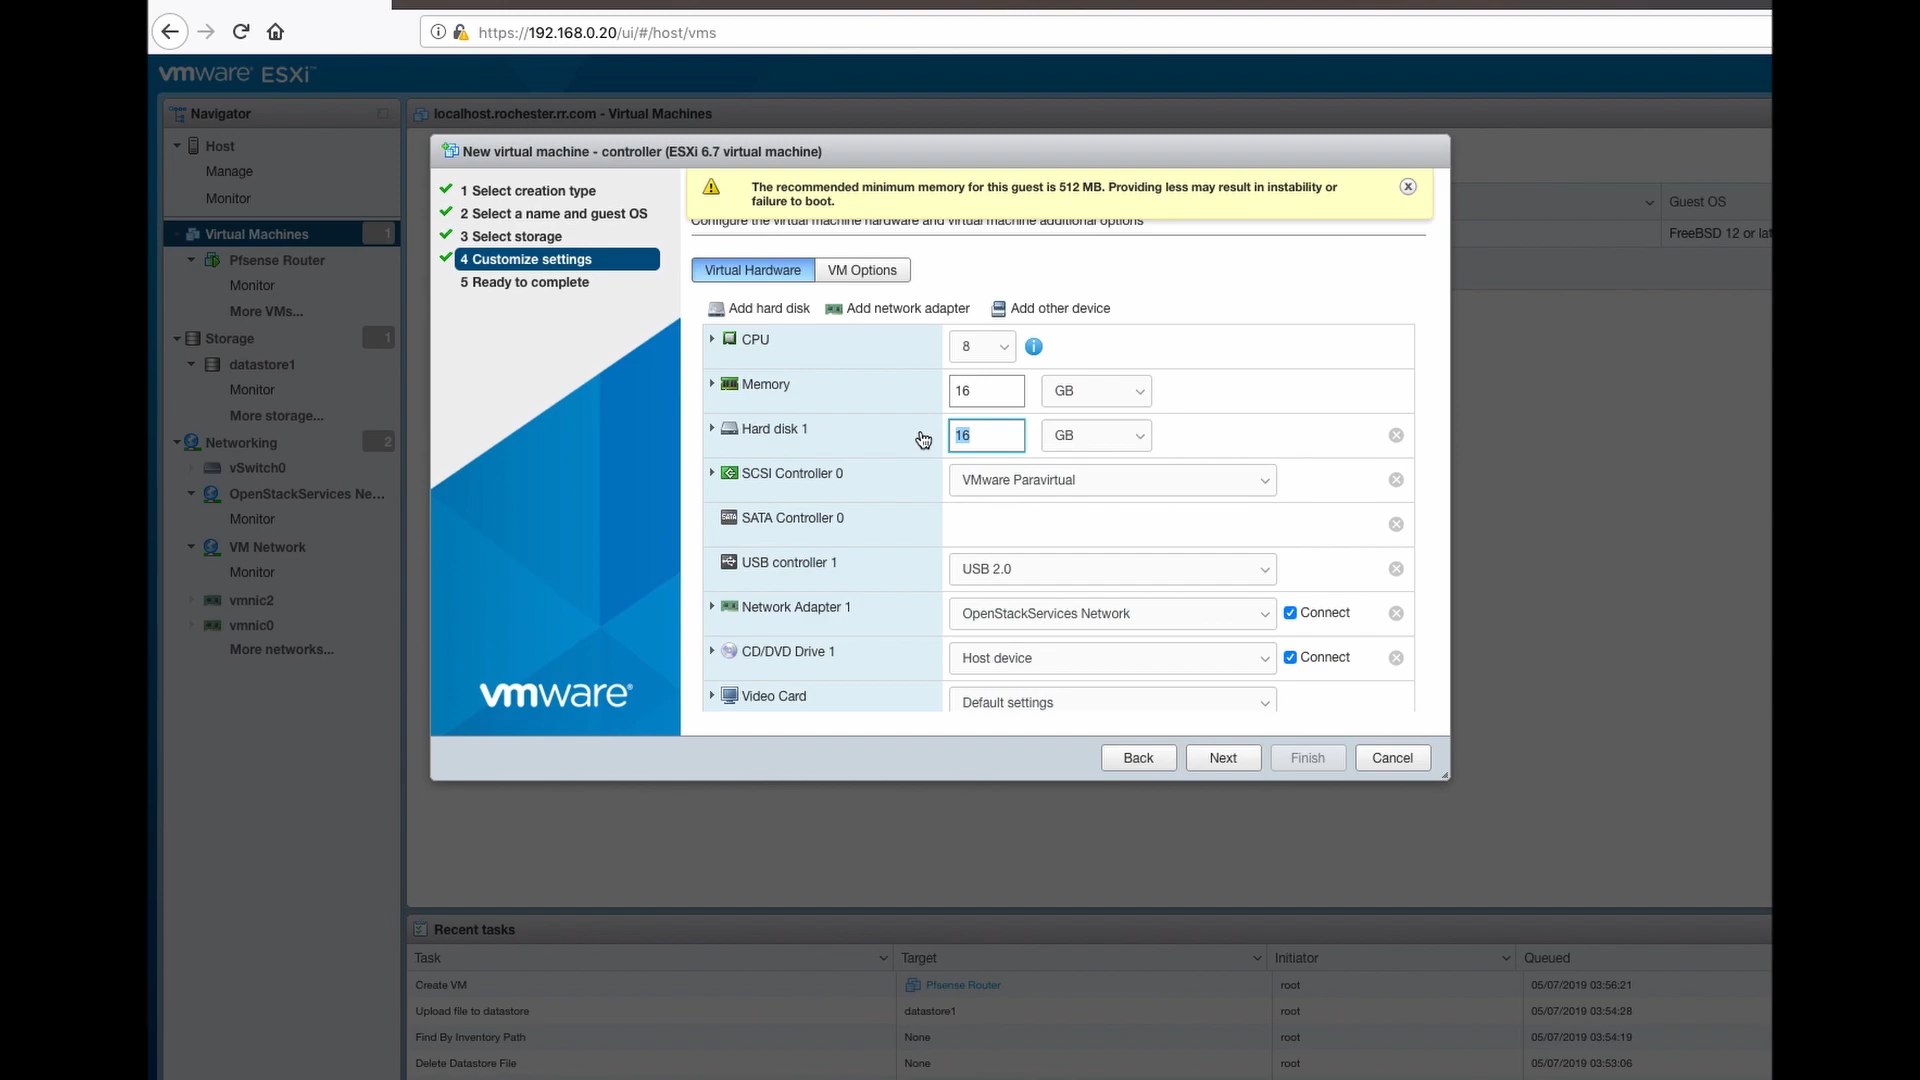 https://192.168.0.20/ui/#/host/vms
vmware ESXi™
Navigator
localhost.rochester.rr.com - Virtual Machines
Host
Manage
Monitor
Virtual Machines 1
Pfsense Router
Monitor
More VMs...
Storage 1
datastore1
Monitor
More storage...
Networking 2
vSwitch0
OpenStackServices Ne...
Monitor
VM Network
Monitor
vmnic2
vmnic0
More networks...
Guest OS
FreeBSD 12 or lat
New virtual machine - controller (ESXi 6.7 virtual machine)
1 Select creation type
2 Select a name and guest OS
3 Select storage
4 Customize settings
5 Ready to complete
vmware®
The recommended minimum memory for this guest is 512 MB. Providing less may result in instability or
failure to boot.
Configure the virtual machine hardware and virtual machine additional options
Virtual Hardware VM Options
Add hard disk Add network adapter Add other device
CPU 8
Memory 16 GB
Hard disk 1 16 GB
SCSI Controller 0 VMware Paravirtual
SATA
SATA Controller 0
USB controller 1 USB 2.0
Network Adapter 1 OpenStackServices Network Connect
CD/DVD Drive 1 Host device Connect
Video Card Default settings
Back Next Finish Cancel
Recent tasks
Task Target Initiator Queued
Create VM Pfsense Router root 05/07/2019 03:56:21
Upload file to datastore datastore1 root 05/07/2019 03:54:28
Find By Inventory Path None root 05/07/2019 03:54:19
Delete Datastore File None root 05/07/2019 03:53:06